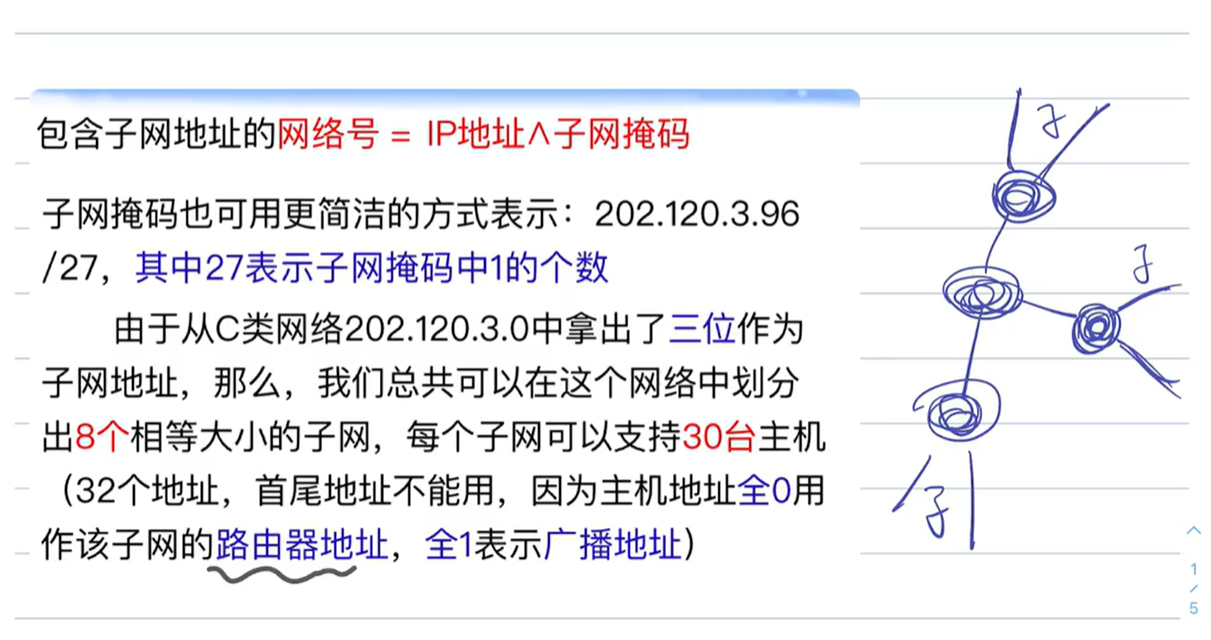 包含子网地址的网络号 = IP地址∧子网掩码
子网掩码也可用更简洁的方式表示：202.120.3.96
/27，其中27表示子网掩码中1的个数
由于从C类网络202.120.3.0中拿出了三位作为
子网地址，那么，我们总共可以在这个网络中划分
出8个相等大小的子网，每个子网可以支持30台主机
（32个地址，首尾地址不能用，因为主机地址全0用
作该子网的路由器地址，全1表示广播地址）
子
子
子
1
/
5